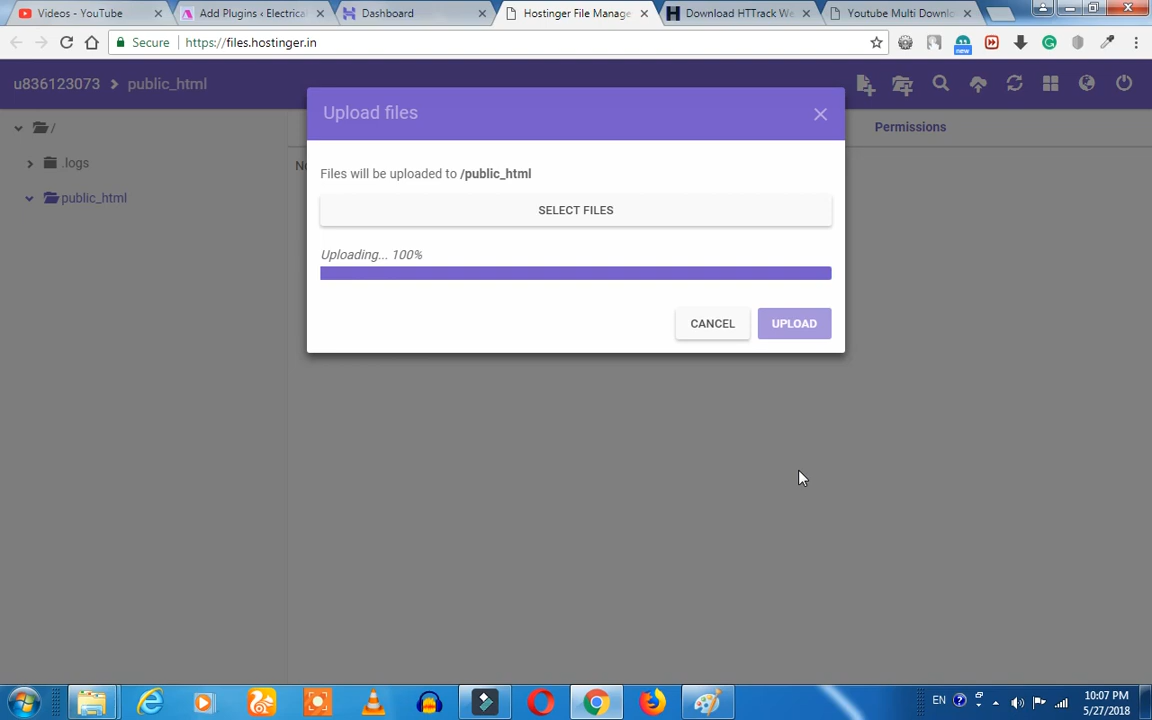 Videos - YouTube
Add Plugins ‹ Electrica
Dashboard
Hostinger File Manage
Download HTTrack We
Youtube Multi Downlo
Secure
https://files.hostinger.in
new
u836123073
public_html
Upload files
/
Permissions
.logs
No
Files will be uploaded to /public_html
public_html
SELECT FILES
Uploading... 100%
CANCEL
UPLOAD
EN
10:07 PM
5/27/2018